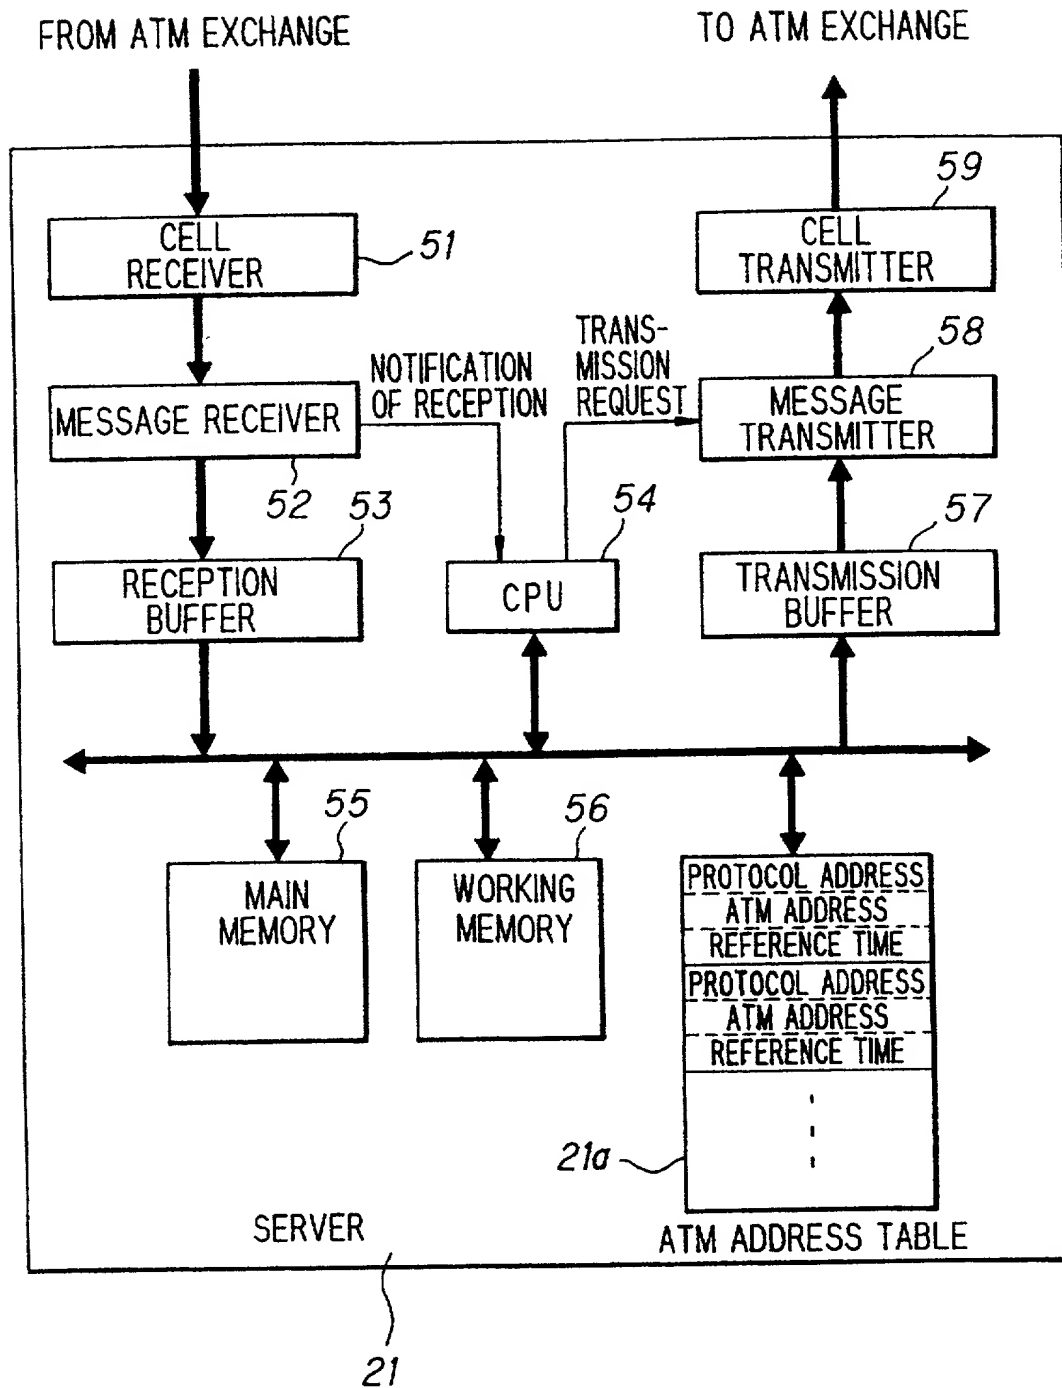 FROM ATM EXCHANGE
TO ATM EXCHANGE
CELL
RECEIVER
51
59
CELL
TRANSMITTER
MESSAGE RECEIVER
52
NOTIFICATION
OF RECEPTION
TRANS-
MISSION
REQUEST
58
MESSAGE
TRANSMITTER
53
RECEPTION
BUFFER
54
CPU
57
TRANSMISSION
BUFFER
55
MAIN
MEMORY
56
WORKING
MEMORY
PROTOCOL ADDRESS
ATM ADDRESS
REFERENCE TIME
PROTOCOL ADDRESS
ATM ADDRESS
REFERENCE TIME
21a
SERVER
ATM ADDRESS TABLE
21